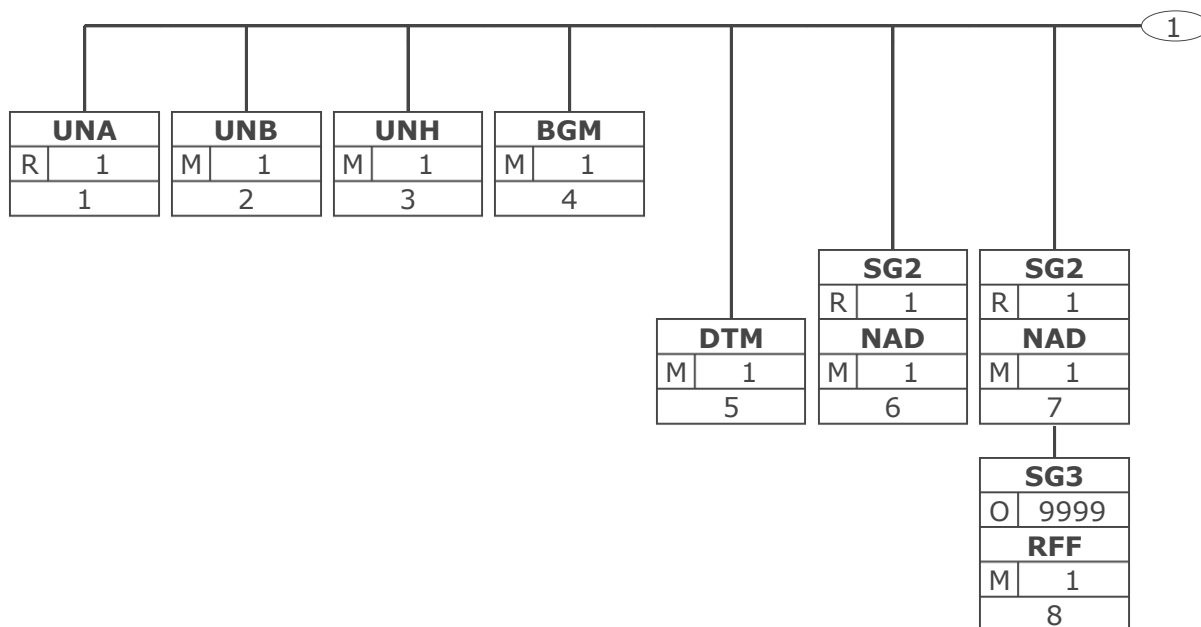 1
UNA
R 1
1
UNB
M 1
2
UNH
M 1
3
BGM
M 1
4
DTM
M 1
5
SG2
R 1
NAD
M 1
6
SG2
R 1
NAD
M 1
7
SG3
O 9999
RFF
M 1
8